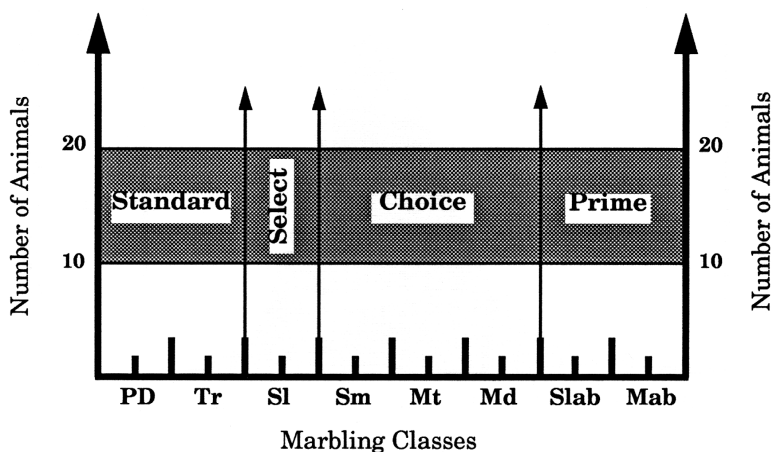 Number of Animals
20
10
Standard
Select
Choice
Prime
20
10
Number of Animals
PD Tr Sl Sm Mt Md Slab Mab
Marbling Classes